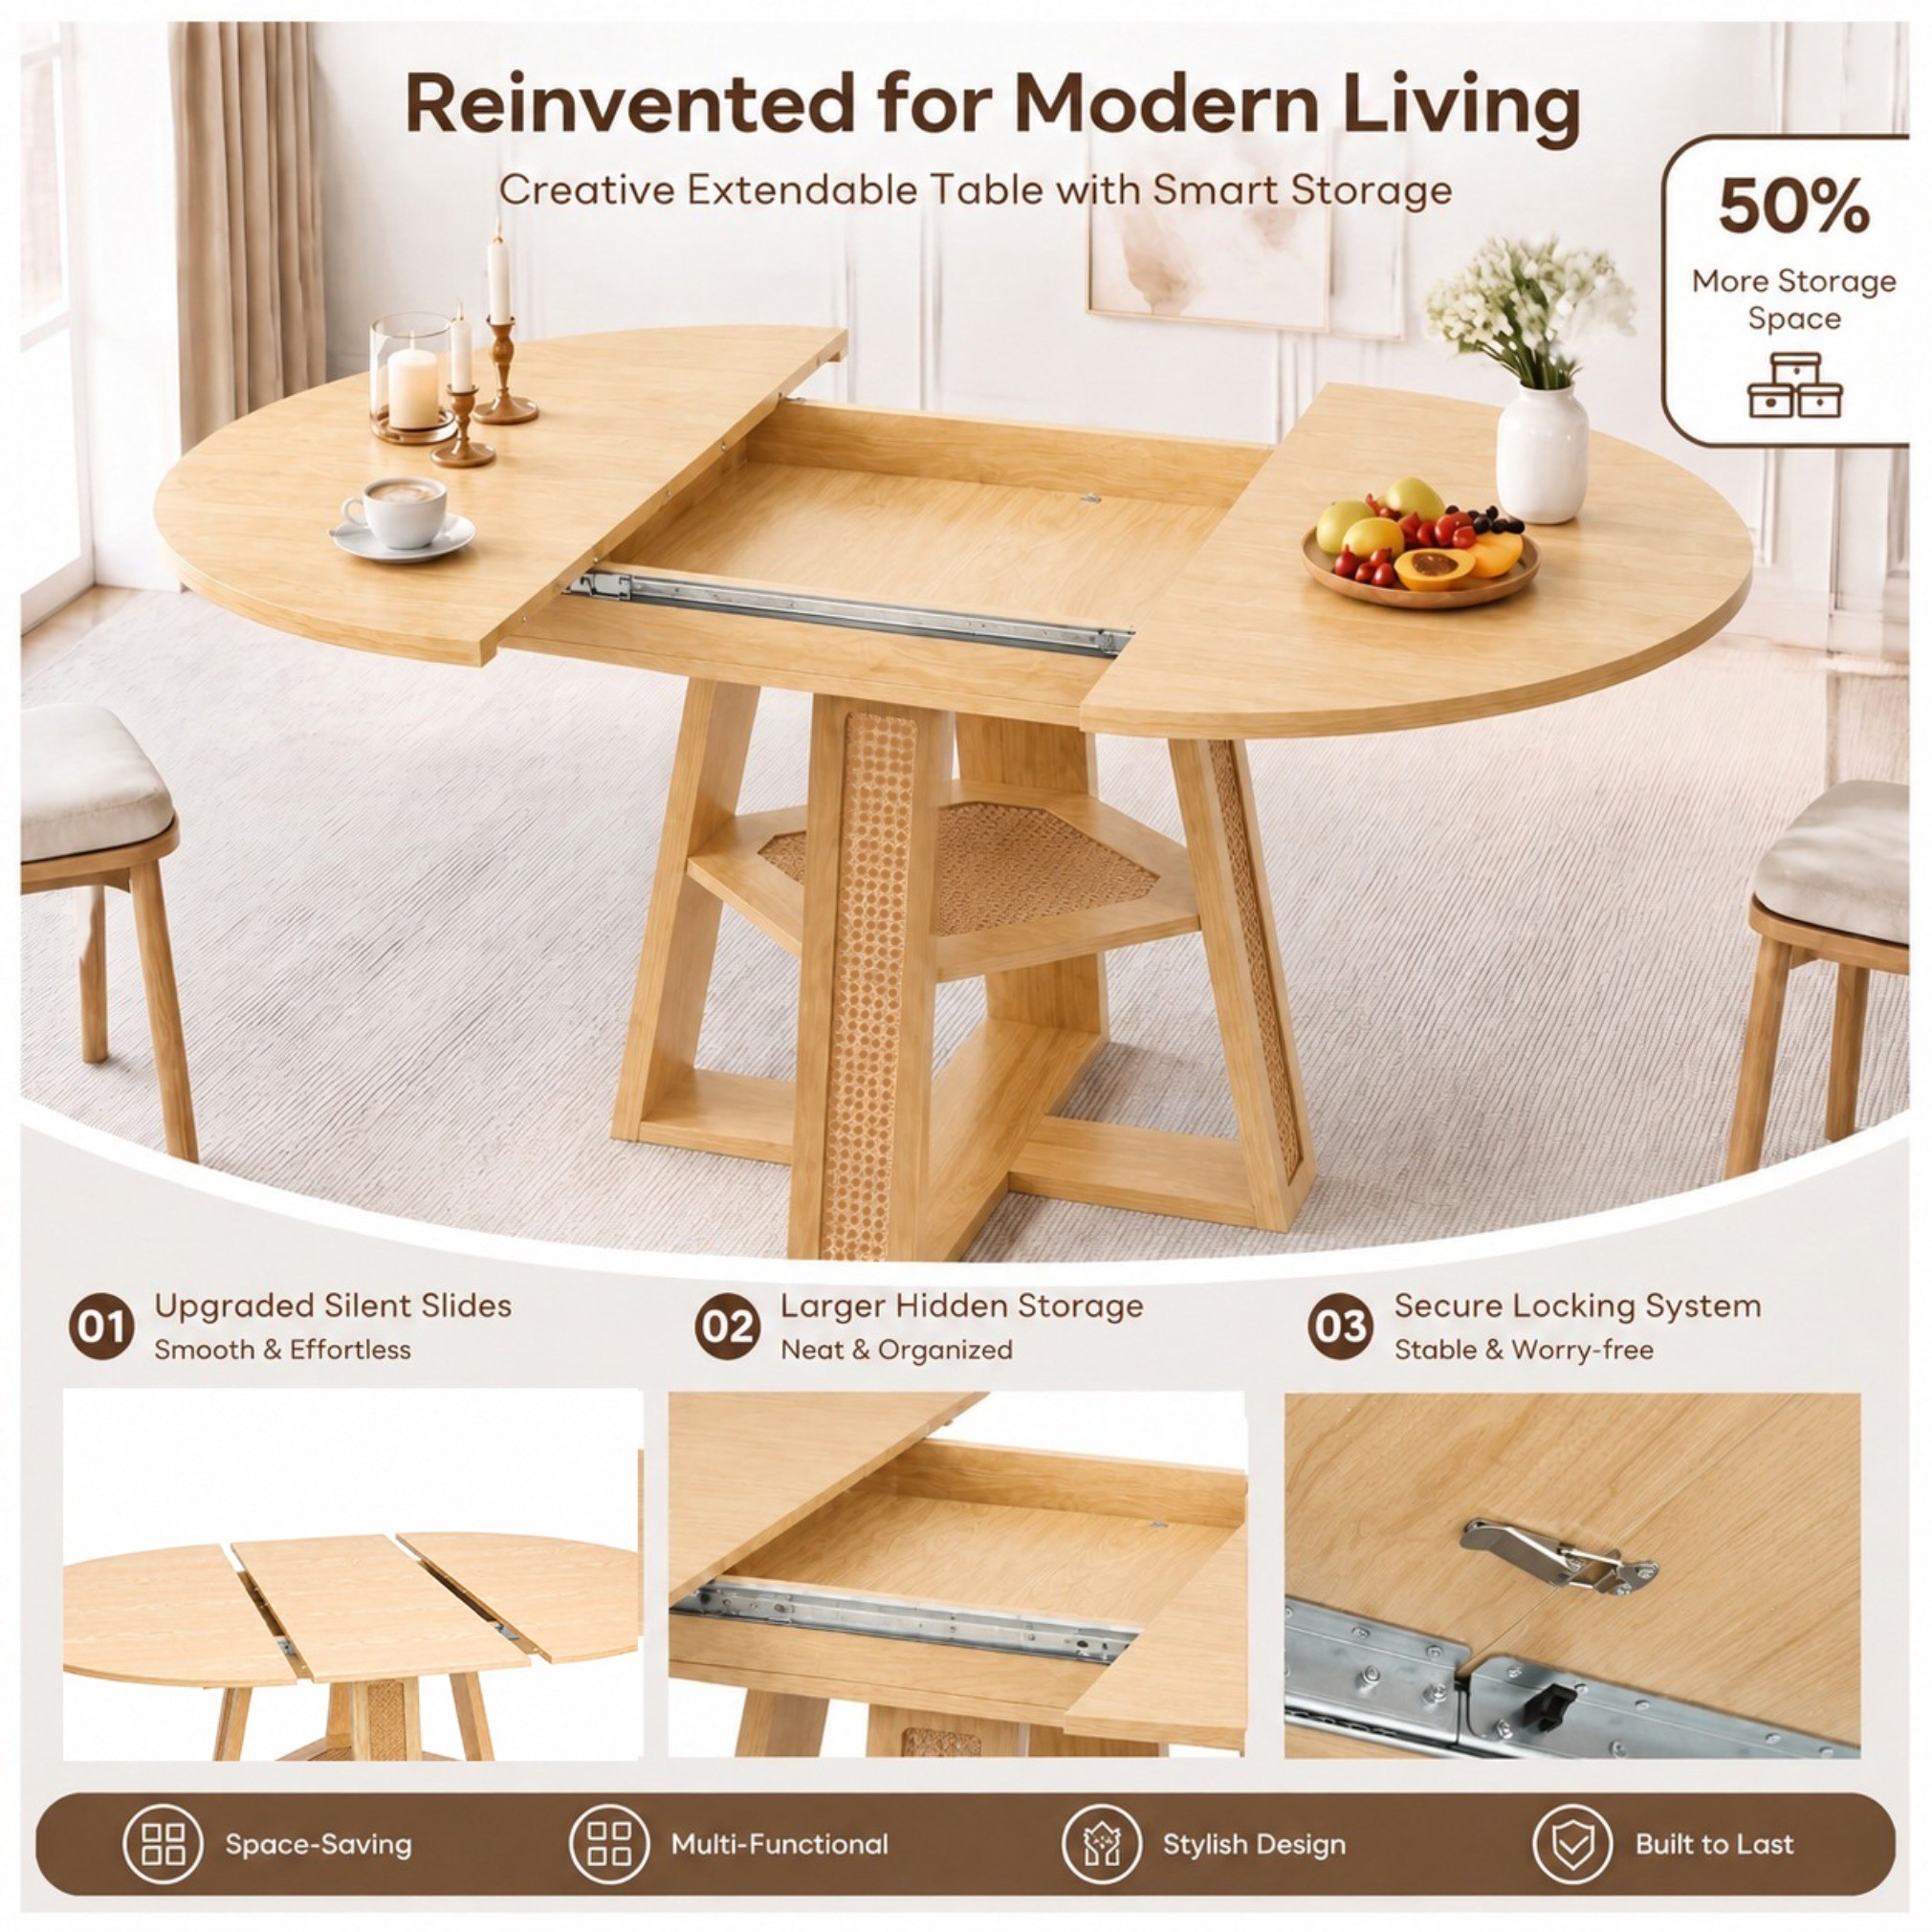 Reinvented for Modern Living
Creative Extendable Table with Smart Storage
50%
More Storage
Space
01
Upgraded Silent Slides
Smooth & Effortless
02
Larger Hidden Storage
Neat & Organized
03
Secure Locking System
Stable & Worry-free
Space-Saving
Multi-Functional
Stylish Design
Built to Last